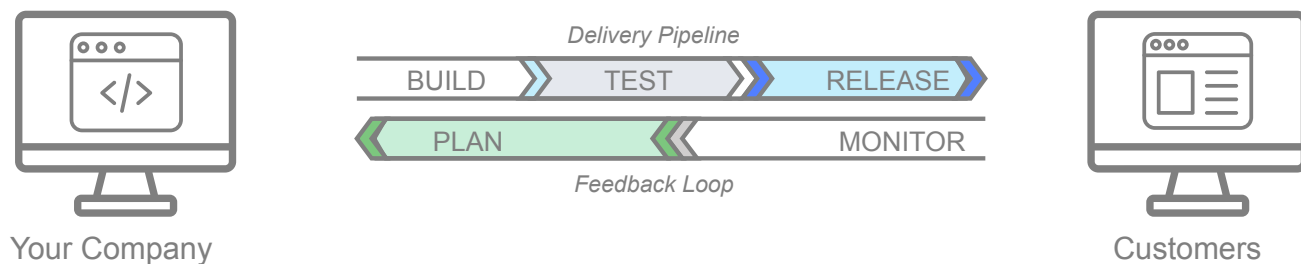 Delivery Pipeline
BUILD TEST RELEASE
PLAN MONITOR
Feedback Loop
</>
Your Company
Customers